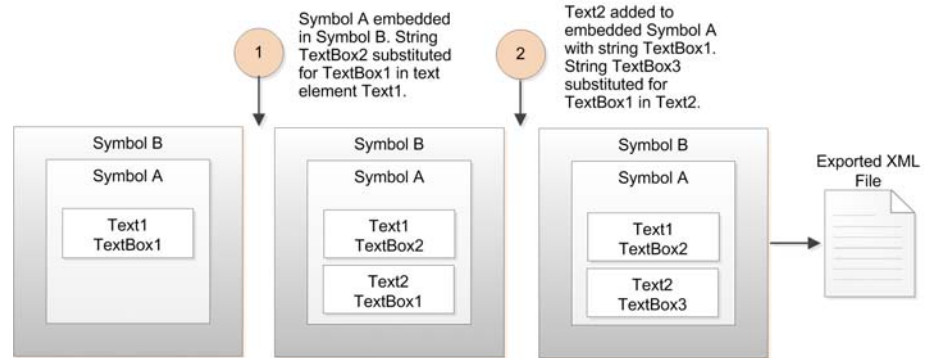 1
Symbol A embedded
in Symbol B. String
TextBox2 substituted
for TextBox1 in text
element Text1.
2
Text2 added to
embedded Symbol A
with string TextBox1.
String TextBox3
substituted for
TextBox1 in Text2.
Symbol B
Symbol A
Text1
TextBox1
Symbol B
Symbol A
Text1
TextBox2
Text2
TextBox1
Symbol B
Symbol A
Text1
TextBox2
Text2
TextBox3
Exported XML
File